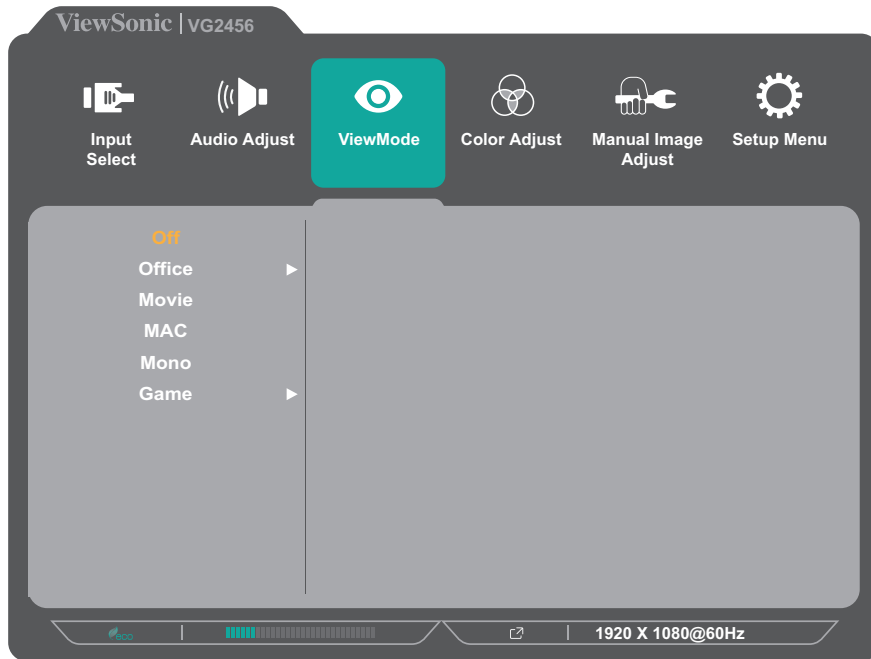 ViewSonic | VG2456
Input Select
Audio Adjust
ViewMode
Color Adjust
Manual Image Adjust
Setup Menu
Off
Office
Movie
MAC
Mono
Game
eco
1920 X 1080@60Hz